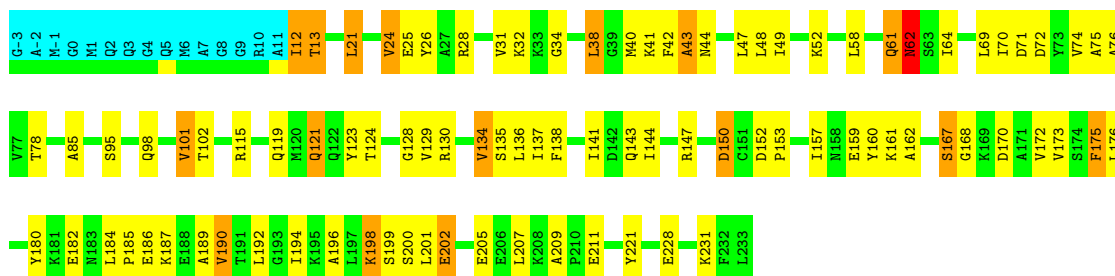 G-3 A-2 M-1 G0 M1 Q2 Q3 G4 Q5 M6 A7 G8 G9 R10 A11 I12 T13 L21 V24 E25 Y26 A27 R28 V31 K32 K33 G34 L38 G39 M40 K41 F42 A43 N44 L47 L48 I49 K52 L58 Q61 N62 S63 I64 L69 I70 D71 D72 Y73 V74 A75 A76
V77 T78 A85 S95 Q98 V101 T102 R115 Q119 M120 Q121 Q122 Y123 T124 G128 V129 R130 V134 S135 L136 I137 F138 I141 D142 Q143 I144 R147 D150 C151 D152 P153 I157 N158 E159 Y160 K161 A162 S167 G168 K169 D170 A171 V172 V173 S174 F175 L176
Y180 K181 E182 N183 L184 P185 E186 K187 E188 A189 V190 T191 L192 G193 I194 K195 A196 L197 K198 S199 S200 L201 E202 E205 E206 L207 K208 A209 P210 E211 Y221 E228 K231 F232 L233